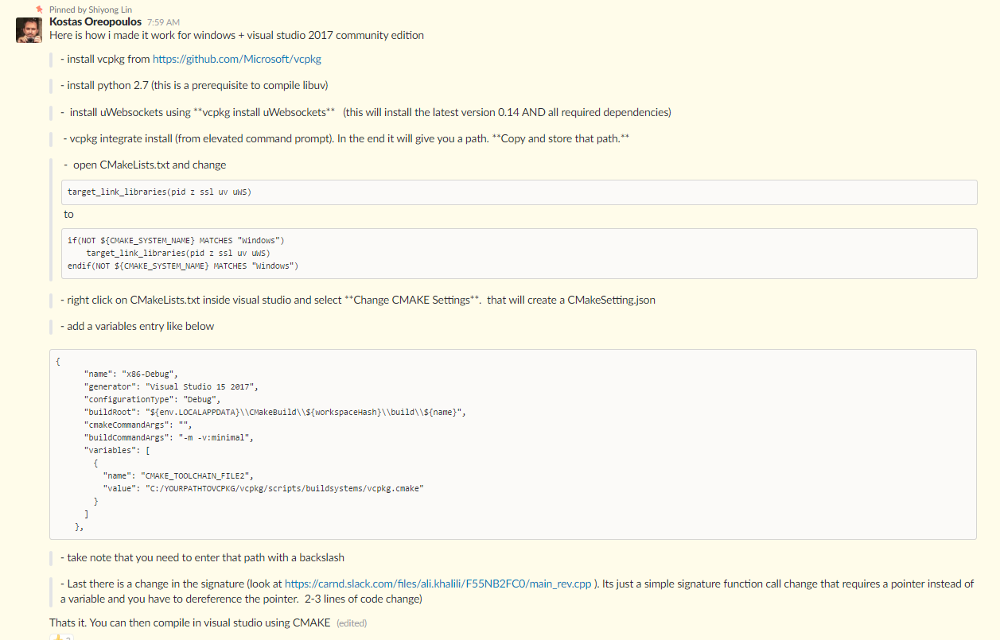 Pinned by Shiyong Lin
Kostas Oreopoulos 7:59 AM
Here is how i made it work for windows + visual studio 2017 community edition
- install vcpkg from https://github.com/Microsoft/vcpkg
- install python 2.7 (this is a prerequisite to compile libuv)
- install uWebsockets using **vcpkg install uWebsockets** (this will install the latest version 0.14 AND all required dependencies)
- vcpkg integrate install (from elevated command prompt). In the end it will give you a path. **Copy and store that path.**
- open CMakeLists.txt and change
target_link_libraries(pid z ssl uv uWS)
to
if(NOT ${CMAKE_SYSTEM_NAME} MATCHES "Windows")
    target_link_libraries(pid z ssl uv uWS)
endif(NOT ${CMAKE_SYSTEM_NAME} MATCHES "Windows")
- right click on CMakeLists.txt inside visual studio and select **Change CMAKE Settings**. that will create a CMakeSetting.json
- add a variables entry like below
{
      "name": "x86-Debug",
      "generator": "Visual Studio 15 2017",
      "configurationType": "Debug",
      "buildRoot": "${env.LOCALAPPDATA}\\CMakeBuild\\${workspaceHash}\\build\\${name}",
      "cmakeCommandArgs": "",
      "buildCommandArgs": "-m -v:minimal",
      "variables": [
        {
          "name": "CMAKE_TOOLCHAIN_FILE2",
          "value": "C:/YOURPATHTOVCPKG/vcpkg/scripts/buildsystems/vcpkg.cmake"
        }
      ]
    },
- take note that you need to enter that path with a backslash
- Last there is a change in the signature (look at https://carnd.slack.com/files/ali.khalili/F55NB2FC0/main_rev.cpp ). Its just a simple signature function call change that requires a pointer instead of
a variable and you have to dereference the pointer. 2-3 lines of code change)
Thats it. You can then compile in visual studio using CMAKE (edited)